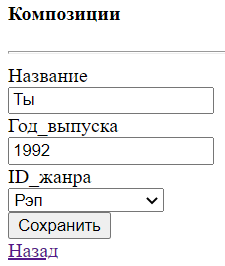 Композиции
Название
Ты
Год_выпуска
1992
ID_жанра
Рэп
Сохранить
Назад